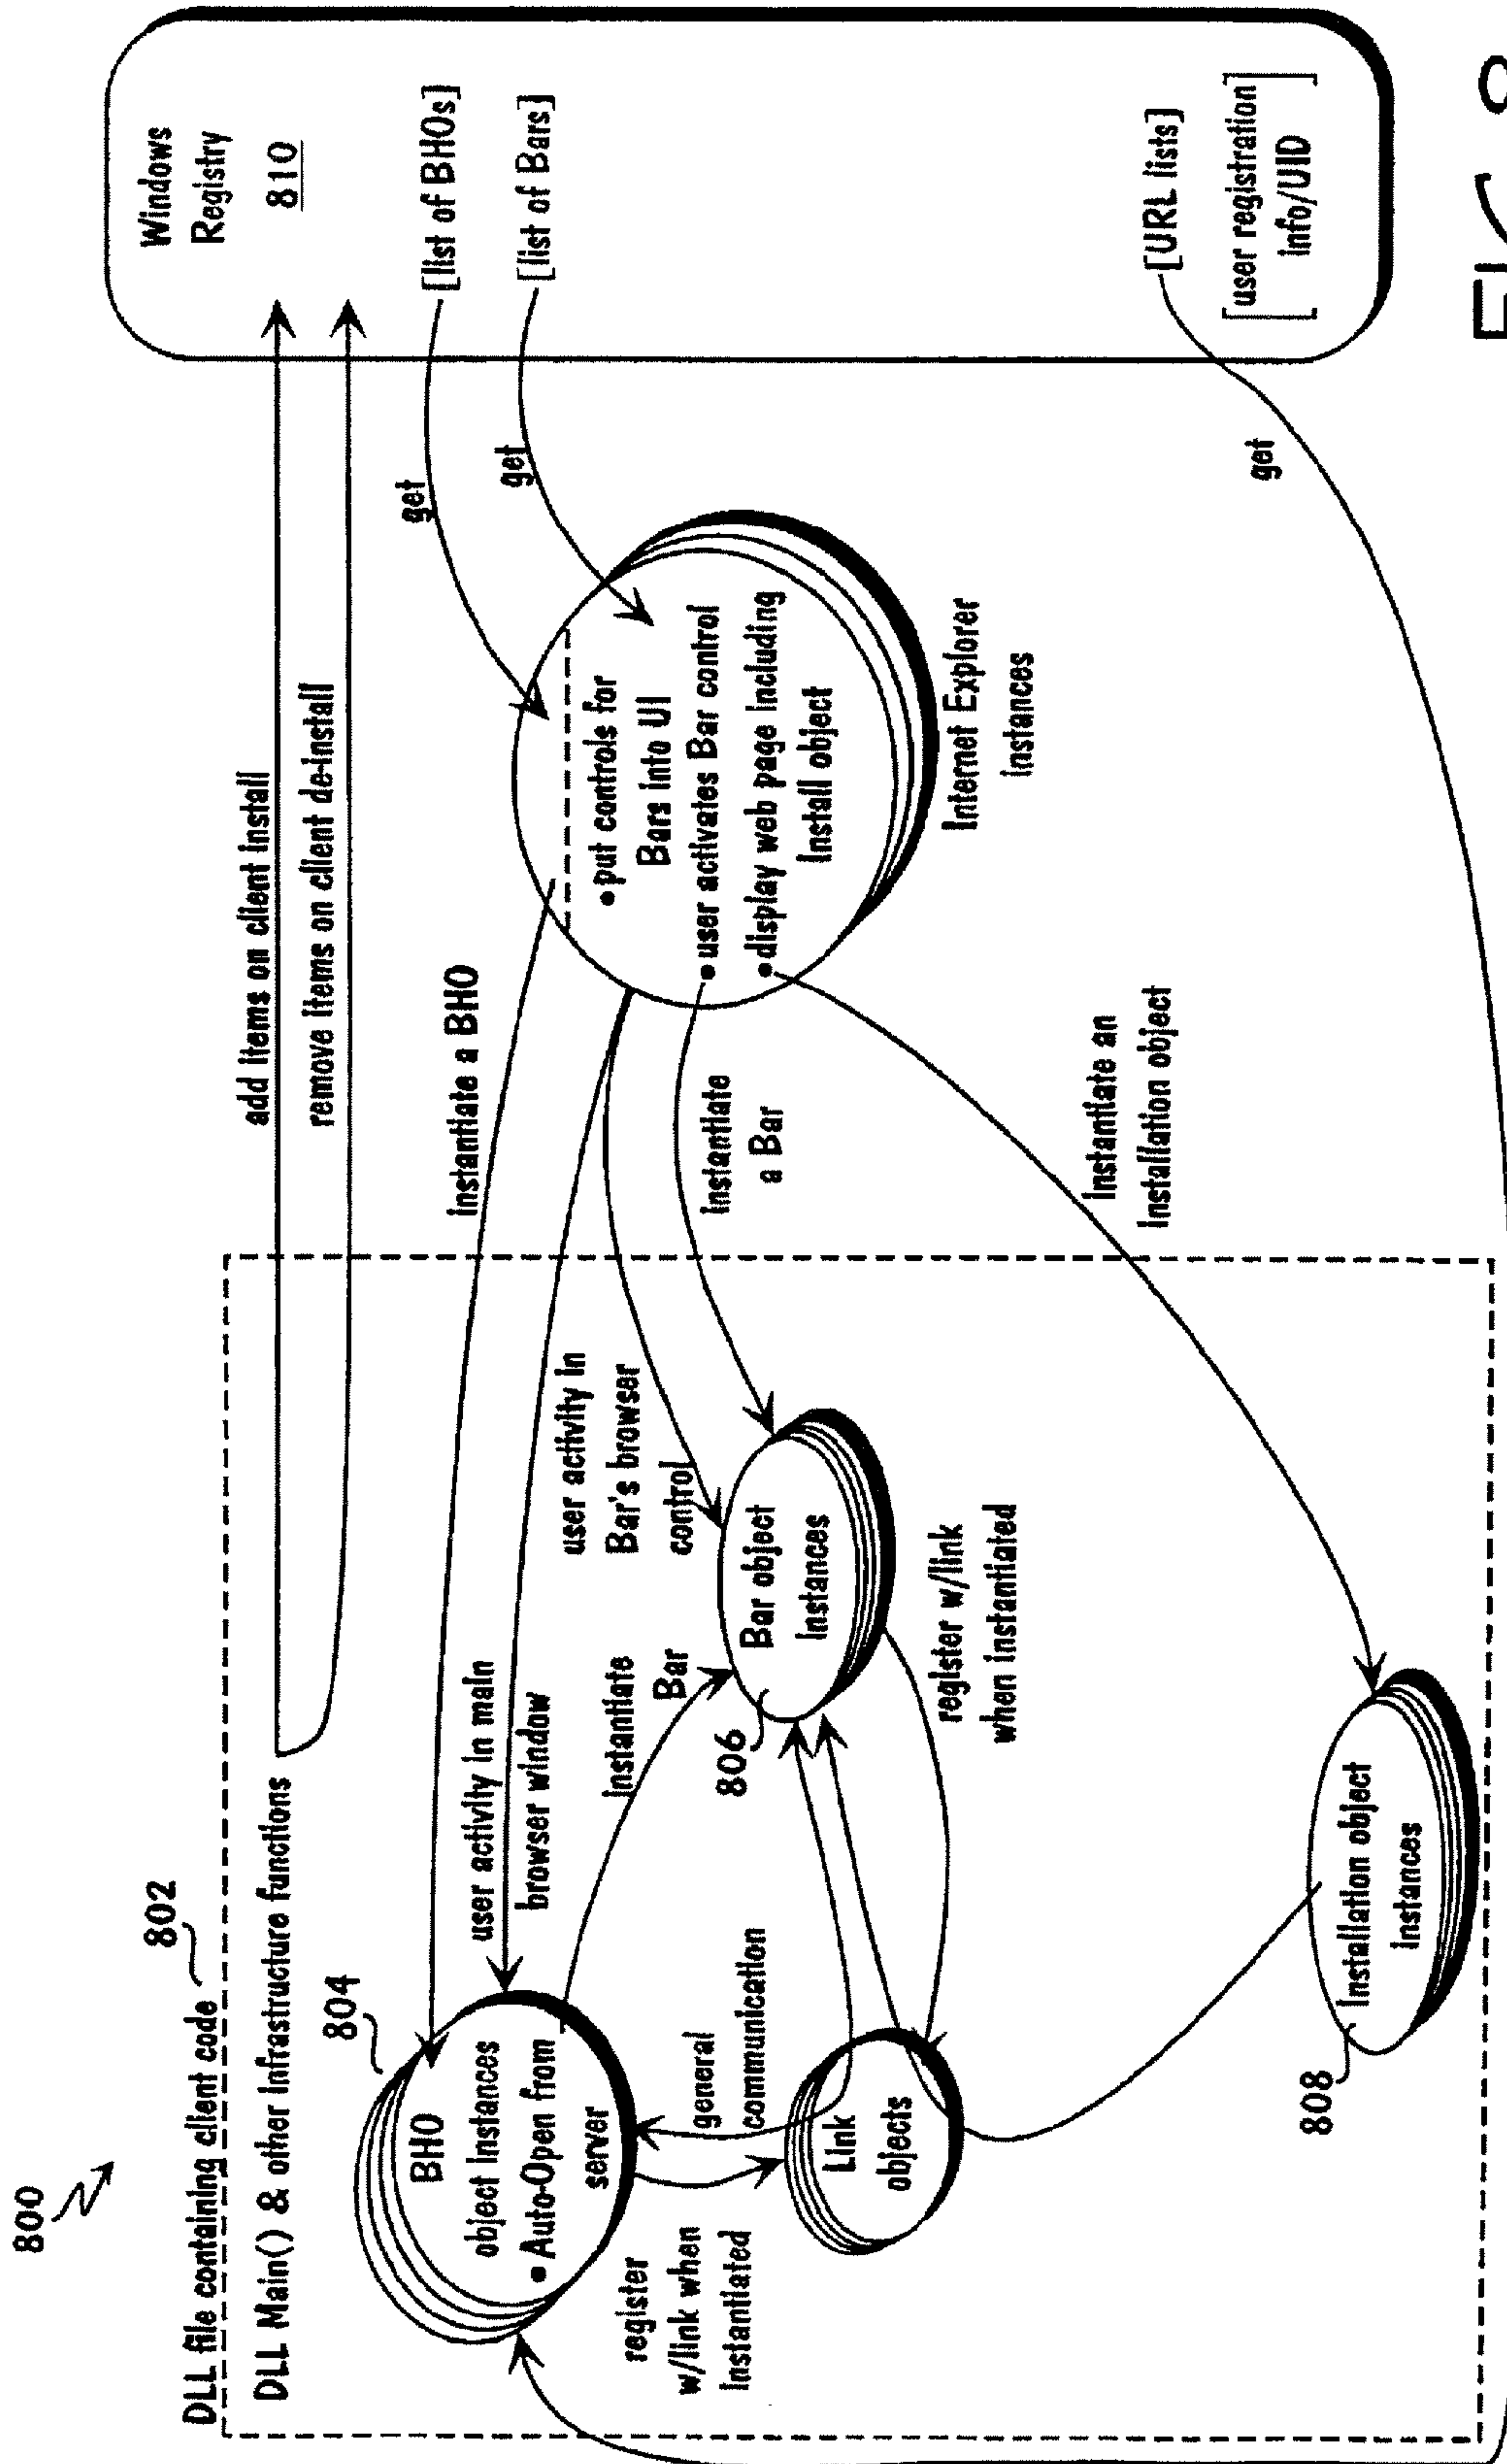 800
DLL file containing client code
802
DLL Main() & other infrastructure functions
add items on client install
remove items on client de-install
Windows
Registry
810
[list of BHOs]
[list of Bars]
get
get
804
BHO
object instances
• Auto-Open from
server
instantiate a BHO
user activity in main
browser window
user activity in
Bar's browser
control
instantiate
a Bar
• put controls for
Bars into UI
• user activates Bar control
• display web page including
Install object
Internet Explorer
instances
instantiate
Bar
806
Bar object
instances
register
w/link when
instantiated
general
communication
Link
objects
register w/link
when instantiated
instantiate an
Installation object
808
Installation object
instances
get
[URL lists]
[user registration
info/UID]